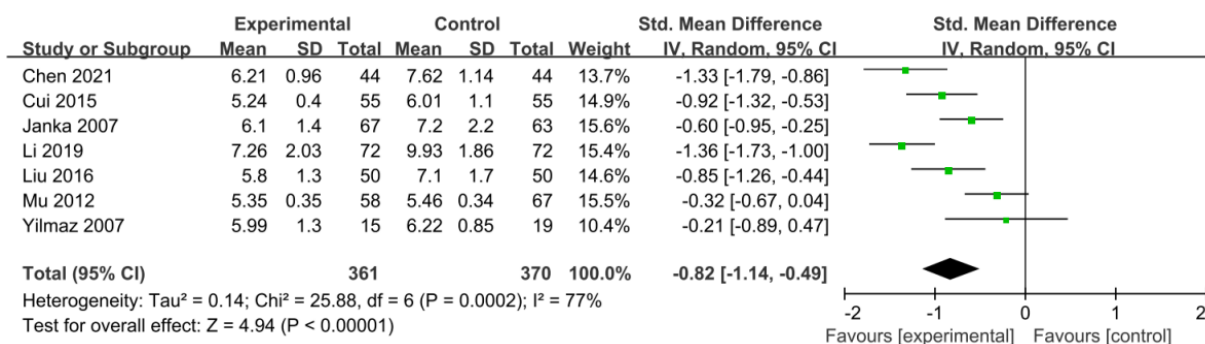 Experimental Control Std. Mean Difference Std. Mean Difference
Study or Subgroup Mean SD Total Mean SD Total Weight IV, Random, 95% CI IV, Random, 95% CI
Chen 2021 6.21 0.96 44 7.62 1.14 44 13.7% -1.33 [-1.79, -0.86]
Cui 2015 5.24 0.4 55 6.01 1.1 55 14.9% -0.92 [-1.32, -0.53]
Janka 2007 6.1 1.4 67 7.2 2.2 63 15.6% -0.60 [-0.95, -0.25]
Li 2019 7.26 2.03 72 9.93 1.86 72 15.4% -1.36 [-1.73, -1.00]
Liu 2016 5.8 1.3 50 7.1 1.7 50 14.6% -0.85 [-1.26, -0.44]
Mu 2012 5.35 0.35 58 5.46 0.34 67 15.5% -0.32 [-0.67, 0.04]
Yilmaz 2007 5.99 1.3 15 6.22 0.85 19 10.4% -0.21 [-0.89, 0.47]
Total (95% CI) 361 370 100.0% -0.82 [-1.14, -0.49]
Heterogeneity: Tau² = 0.14; Chi² = 25.88, df = 6 (P = 0.0002); I² = 77%
Test for overall effect: Z = 4.94 (P < 0.00001)
-2 -1 0 1 2
Favours [experimental] Favours [control]